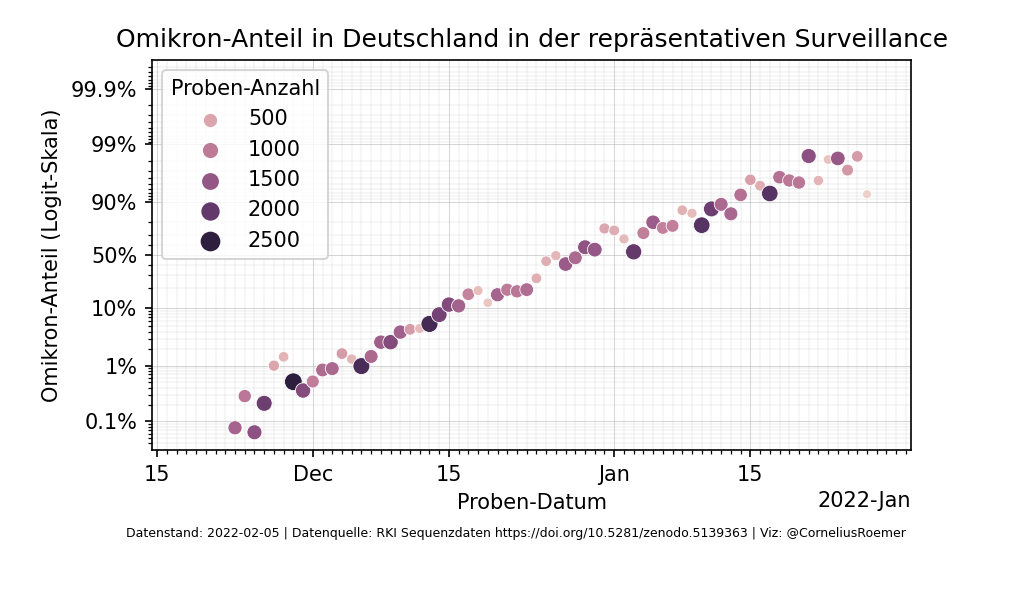 Omikron-Anteil in Deutschland in der repräsentativen Surveillance
Proben-Anzahl
500
1000
1500
2000
2500
Omikron-Anteil (Logit-Skala)
99.9%
99%
90%
50%
10%
1%
0.1%
15 Dec 15 Jan 15
Proben-Datum
2022-Jan
Datenstand: 2022-02-05 | Datenquelle: RKI Sequenzdaten https://doi.org/10.5281/zenodo.5139363 | Viz: @CorneliusRoemer